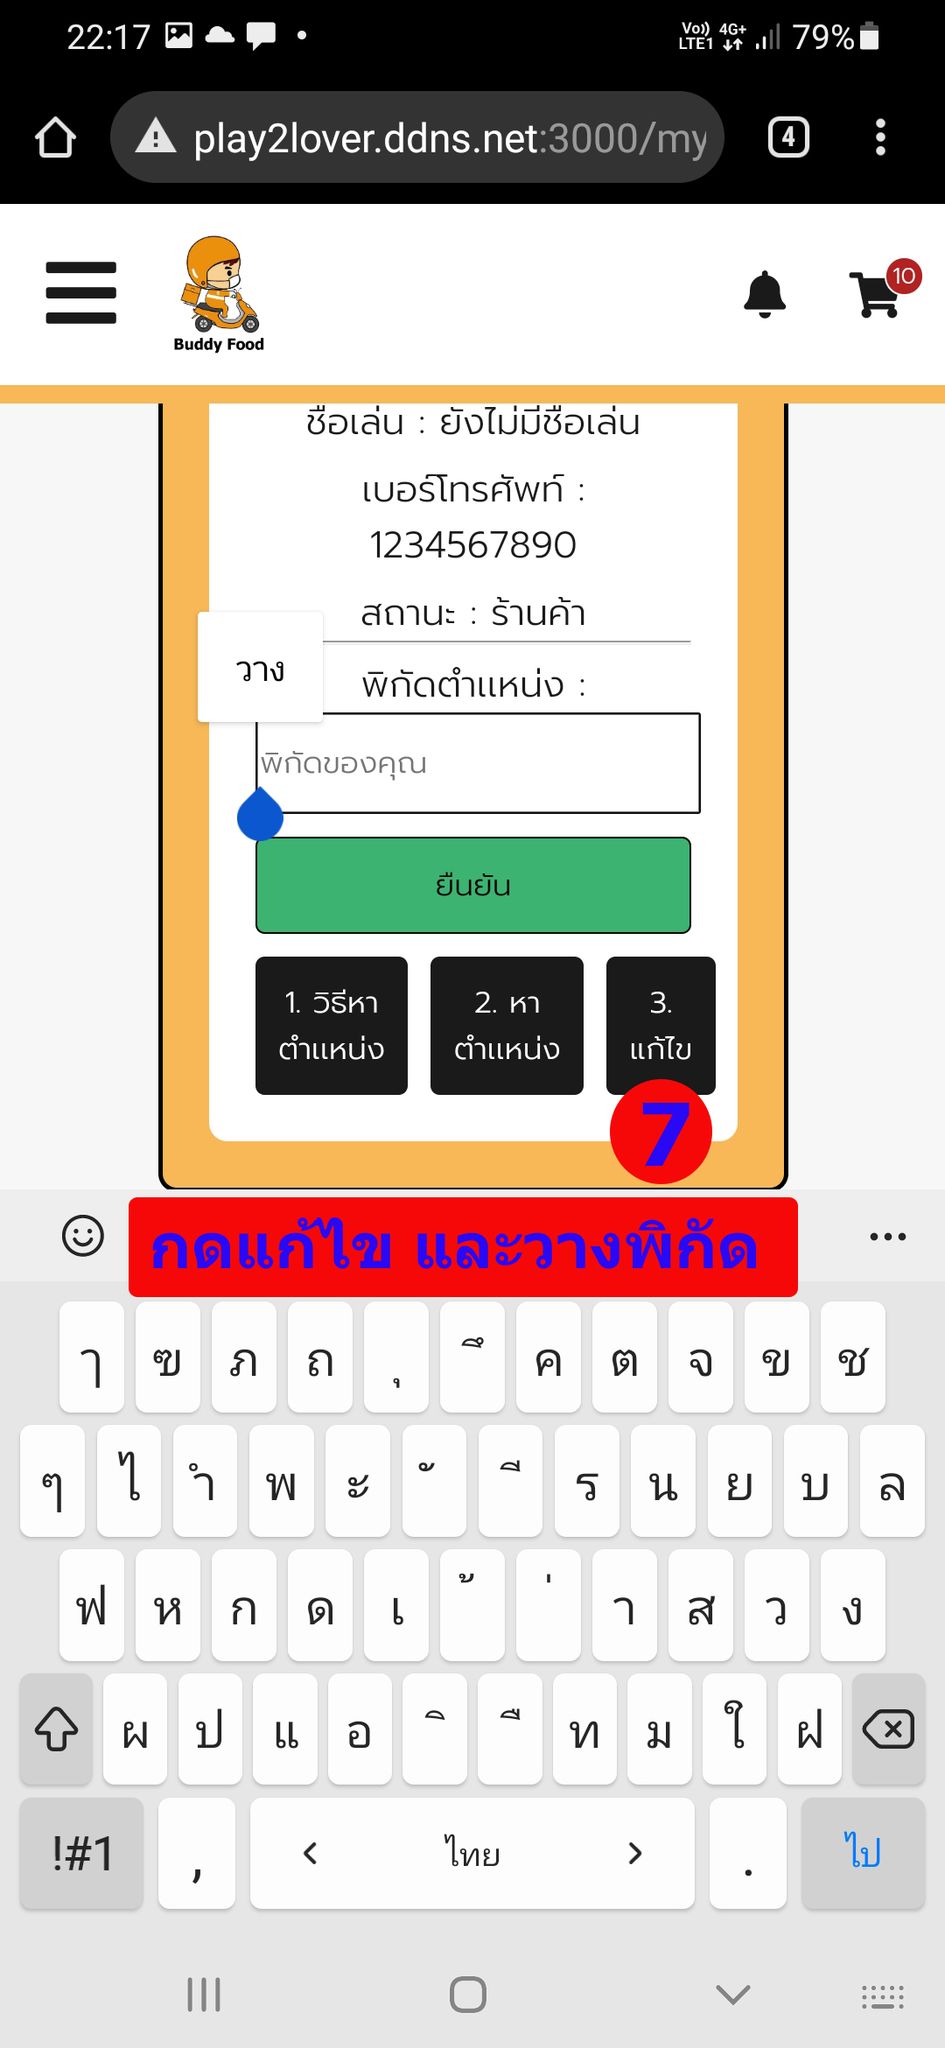 22:17
Vo)) LTE1 4G+ 79%
play2lover.ddns.net:3000/my
4
10
Buddy Food
ชื่อเล่น : ยังไม่มีชื่อเล่น
เบอร์โทรศัพท์ :
1234567890
สถานะ : ร้านค้า
วาง
พิกัดตำแหน่ง :
พิกัดของคุณ
ยืนยัน
1. วิธีหา ตำแหน่ง
2. หา ตำแหน่ง
3. แก้ไข
7
กดแก้ไข และวางพิกัด
ๅ ฃ ภ ถ ุ ึ ค ต จ ข ช
ๆ ไ ำ พ ะ ั ี ร น ย บ ล
ฟ ห ก ด เ ้ ่ า ส ว ง
ผ ป แ อ ิ ื ท ม ใ ฝ
!#1 , < ไทย > . ไป